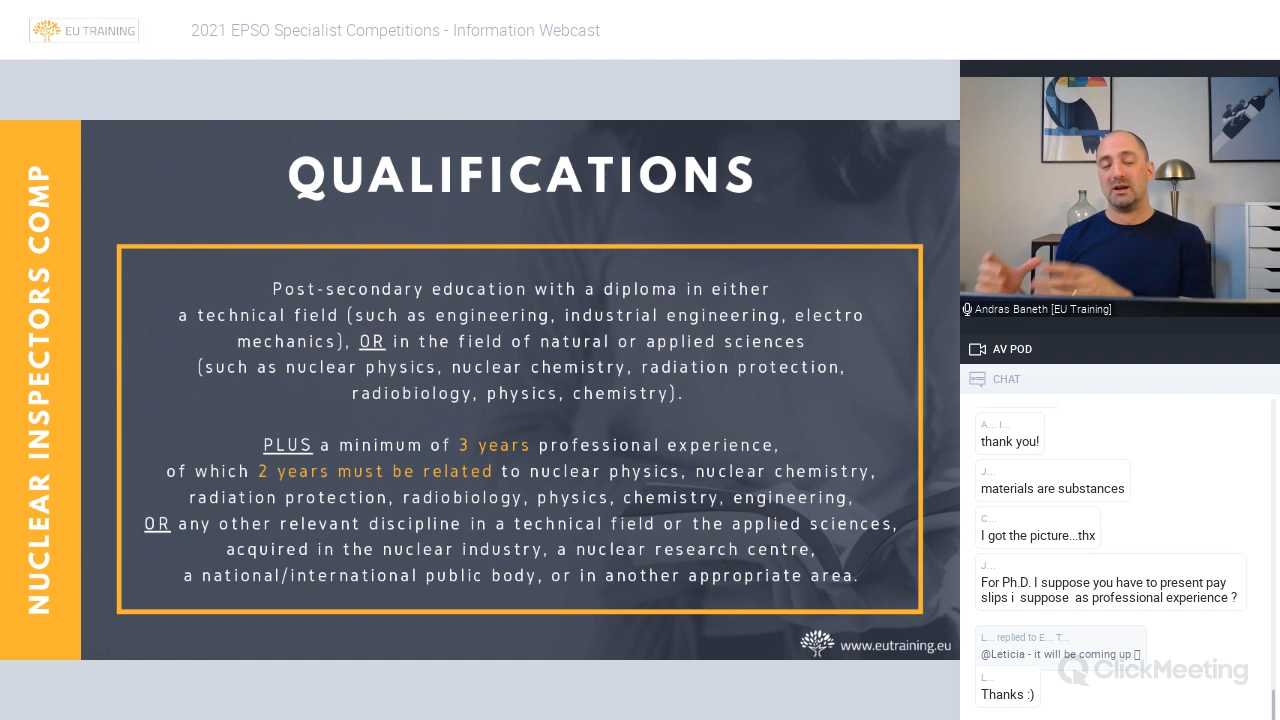 EU TRAINING
2021 EPSO Specialist Competitions - Information Webcast
NUCLEAR INSPECTORS COMP
QUALIFICATIONS
Post-secondary education with a diploma in either
a technical field (such as engineering, industrial engineering, electro
mechanics), OR in the field of natural or applied sciences
(such as nuclear physics, nuclear chemistry, radiation protection,
radiobiology, physics, chemistry).
PLUS a minimum of 3 years professional experience,
of which 2 years must be related to nuclear physics, nuclear chemistry,
radiation protection, radiobiology, physics, chemistry, engineering,
OR any other relevant discipline in a technical field or the applied sciences,
acquired in the nuclear industry, a nuclear research centre,
a national/international public body, or in another appropriate area.
www.eutraining.eu
Andras Baneth [EU Training]
AV POD
CHAT
A... I...
thank you!
J...
materials are substances
C...
I got the picture...thx
J...
For Ph.D. I suppose you have to present pay
slips i suppose as professional experience ?
L... replied to E... T...
@Leticia - it will be coming up
L...
Thanks :)
ClickMeeting